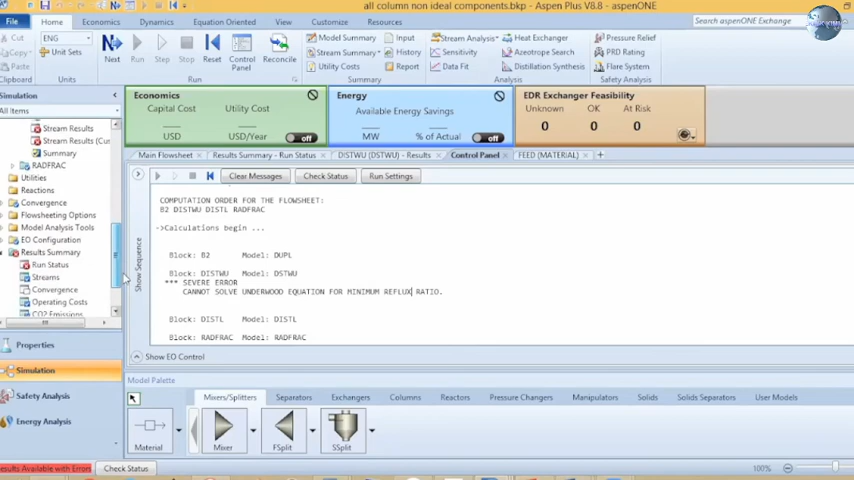 all column non ideal components.bkp - Aspen Plus V8.8 - aspenONE
File Home Economics Dynamics Equation Oriented View Customize Resources
Search aspenONE Exchange
Cut
Copy
Paste
Clipboard
ENG
Unit Sets
Units
Next
Run
Step
Stop
Reset
Control Panel
Reconcile
Run
Model Summary
Stream Summary
Utility Costs
Input
History
Report
Summary
Stream Analysis
Sensitivity
Data Fit
Heat Exchanger
Azeotrope Search
Distillation Synthesis
Analysis
Pressure Relief
PRD Rating
Flare System
Safety Analysis
Simulation
All Items
Economics
Capital Cost Utility Cost
USD USD/Year
off
Energy
Available Energy Savings
MW % of Actual
off
EDR Exchanger Feasibility
Unknown OK At Risk
0 0 0
Main Flowsheet Results Summary - Run Status DISTWU (DSTWU) - Results Control Panel FEED (MATERIAL)
Clear Messages Check Status Run Settings
Stream Results
Stream Results (Cus
Summary
RADFRAC
Utilities
Reactions
Convergence
Flowsheeting Options
Model Analysis Tools
EO Configuration
Results Summary
Run Status
Streams
Convergence
Operating Costs
CO2 Emissions
Show Sequence
COMPUTATION ORDER FOR THE FLOWSHEET:
B2 DISTWU DISTL RADFRAC
->Calculations begin ...
Block: B2 Model: DUPL
Block: DISTWU Model: DSTWU
*** SEVERE ERROR
CANNOT SOLVE UNDERWOOD EQUATION FOR MINIMUM REFLUX RATIO.
Block: DISTL Model: DISTL
Block: RADFRAC Model: RADFRAC
Show EO Control
Properties
Simulation
Safety Analysis
Energy Analysis
Model Palette
Mixers/Splitters Separators Exchangers Columns Reactors Pressure Changers Manipulators Solids Solids Separators User Models
Material Mixer FSplit SSplit
Results Available with Errors Check Status
100%